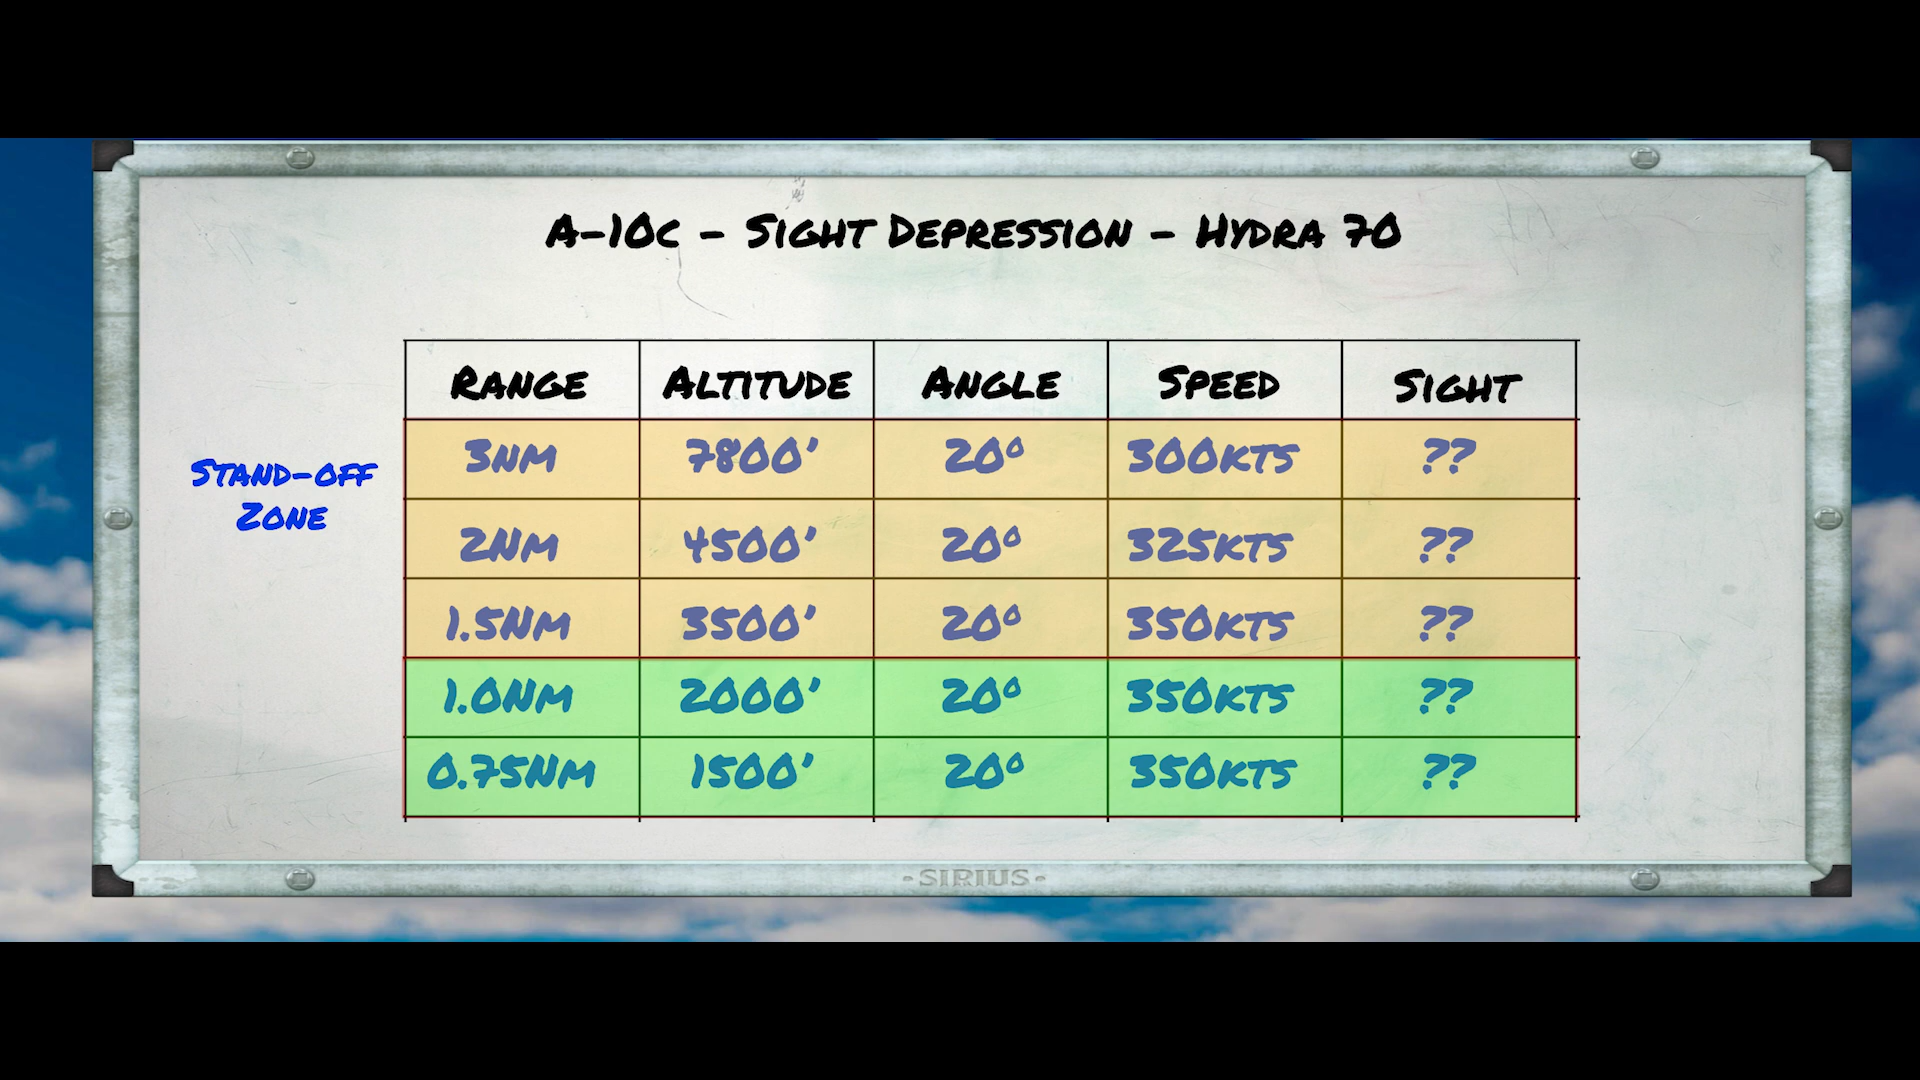 A-10C - Sight Depression - Hydra 70
Range Altitude Angle Speed Sight
Stand-off
Zone
3nm 7800' 20° 300kts ??
2nm 4500' 20° 325kts ??
1.5nm 3500' 20° 350kts ??
1.0nm 2000' 20° 350kts ??
0.75nm 1500' 20° 350kts ??
- SIRIUS -